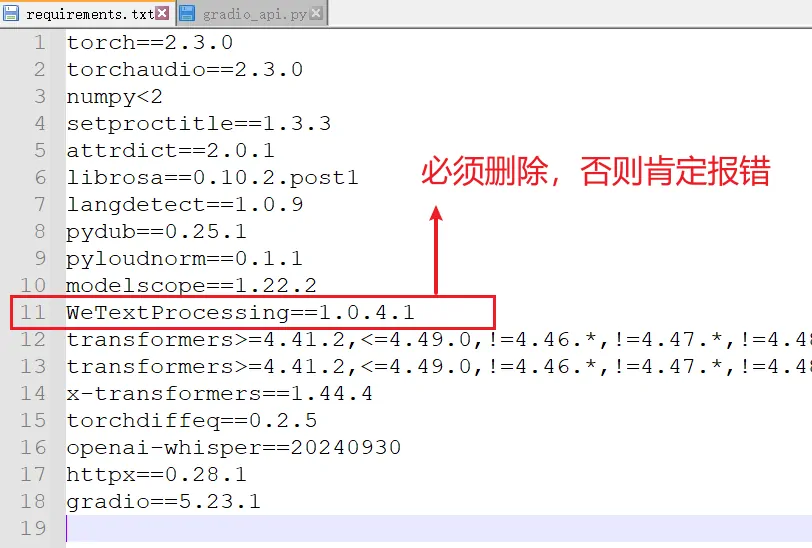 requirements.txt gradio_api.py
1 torch==2.3.0
2 torchaudio==2.3.0
3 numpy<2
4 setproctitle==1.3.3
5 attrdict==2.0.1
6 librosa==0.10.2.post1
必须删除，否则肯定报错
7 langdetect==1.0.9
8 pydub==0.25.1
9 pyloudnorm==0.1.1
10 modelscope==1.22.2
11 WeTextProcessing==1.0.4.1
12 transformers>=4.41.2,<=4.49.0,!=4.46.*,!=4.47.*,!=4.48
13 transformers>=4.41.2,<=4.49.0,!=4.46.*,!=4.47.*,!=4.48
14 x-transformers==1.44.4
15 torchdiffeq==0.2.5
16 openai-whisper==20240930
17 httpx==0.28.1
18 gradio==5.23.1
19